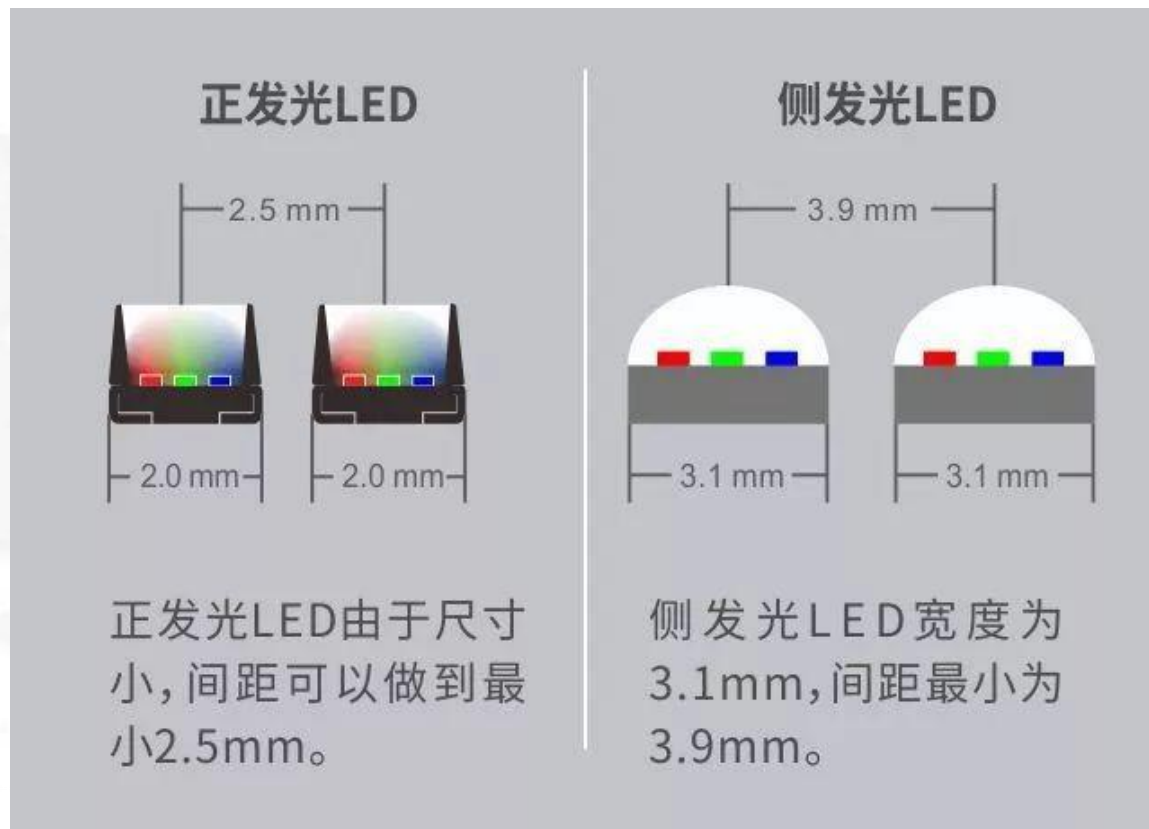 正发光LED
2.5 mm
2.0 mm
2.0 mm
正发光LED由于尺寸
小，间距可以做到最
小2.5mm。
侧发光LED
3.9 mm
3.1 mm
3.1 mm
侧发光LED宽度为
3.1mm，间距最小为
3.9mm。